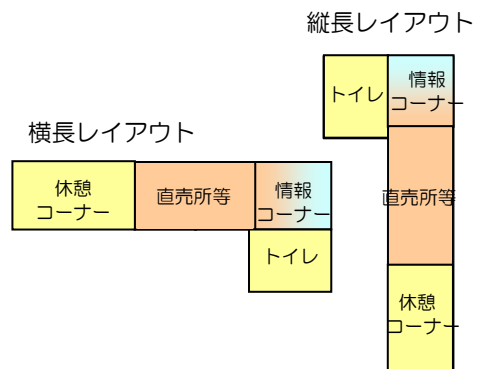 縦長レイアウト
トイレ
情報
コーナー
直売所等
休憩
コーナー
横長レイアウト
休憩
コーナー
直売所等
情報
コーナー
トイレ